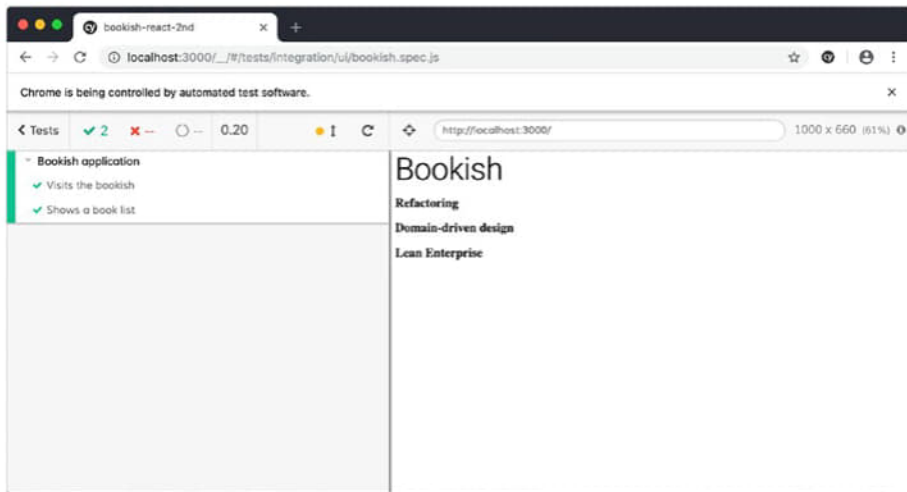 bookish-react-2nd
localhost:3000/__/#/tests/integration/ui/bookish.spec.js
Chrome is being controlled by automated test software.
Tests 2 -- -- 0.20 http://localhost:3000/ 1000 x 660 (61%)
Bookish application
Visits the bookish
Shows a book list
Bookish
Refactoring
Domain-driven design
Lean Enterprise